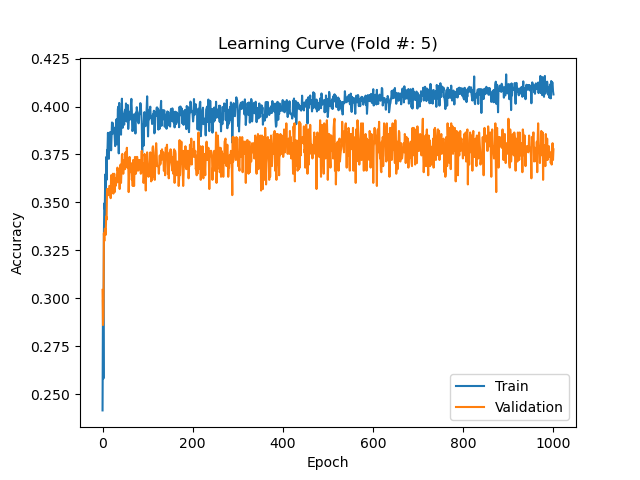 Learning Curve (Fold #: 5)
0.425
0.400
0.375
0.350
0.325
0.300
0.275
0.250
Accuracy
0 200 400 600 800 1000
Epoch
Train
Validation